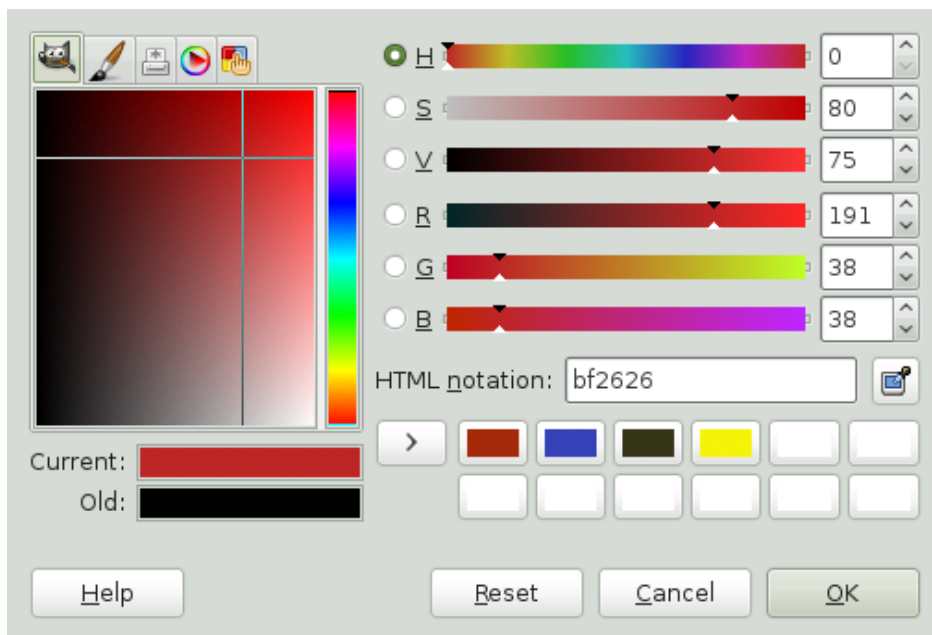 H 0
S 80
V 75
R 191
G 38
B 38
HTML notation: bf2626
>
Current:
Old:
Help Reset Cancel OK